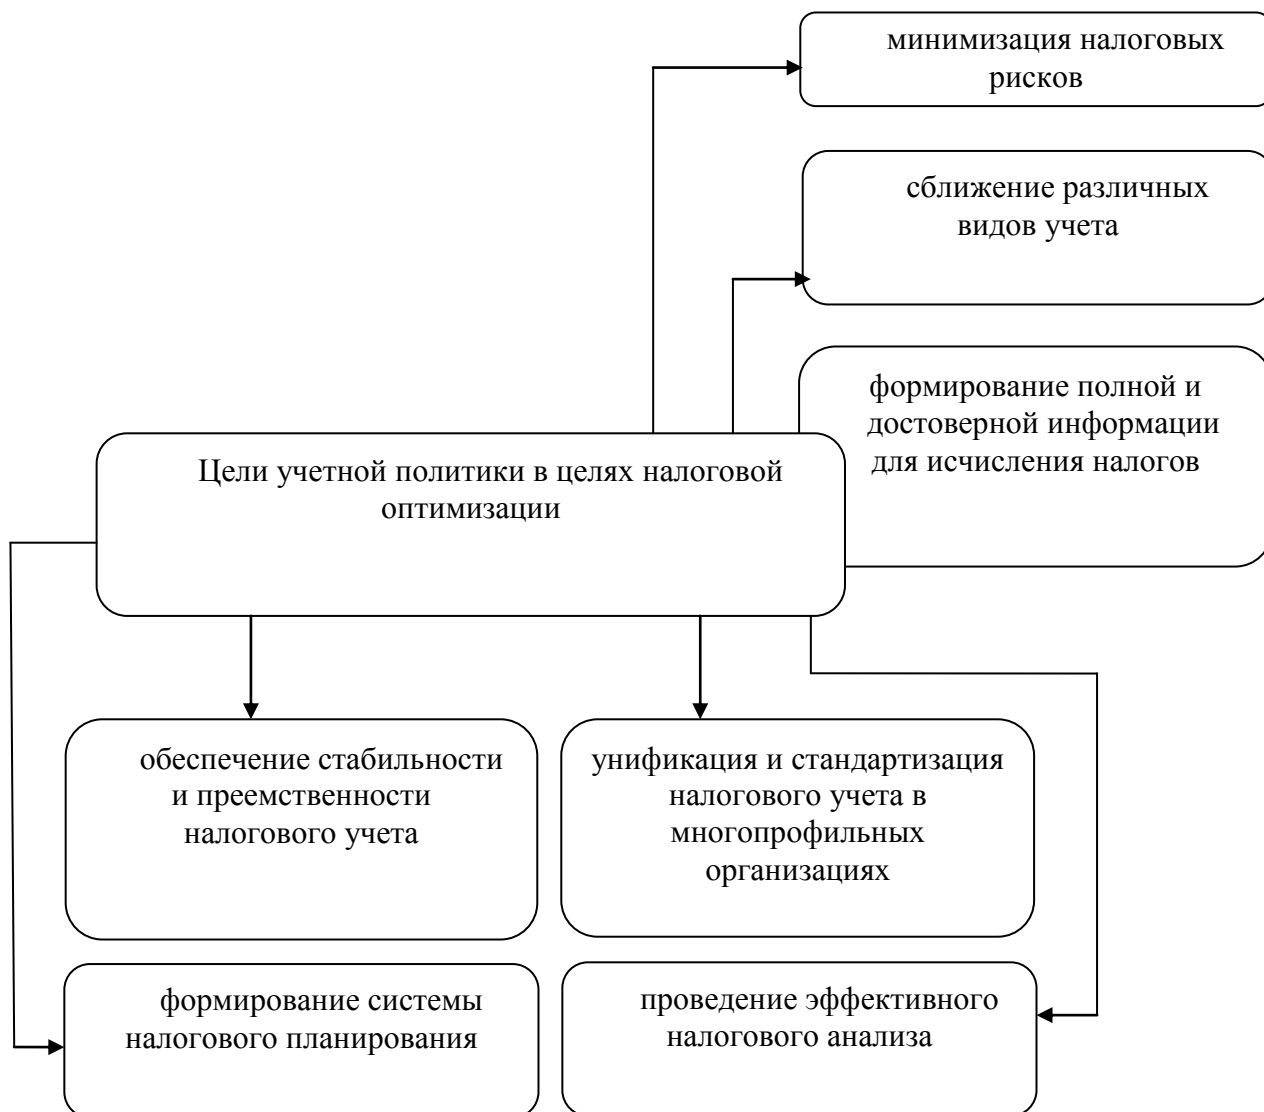 минимизация налоговых
рисков
сближение различных
видов учета
формирование полной и
достоверной информации
для исчисления налогов
Цели учетной политики в целях налоговой
оптимизации
обеспечение стабильности
и преемственности
налогового учета
унификация и стандартизация
налогового учета в
многопрофильных
организациях
формирование системы
налогового планирования
проведение эффективного
налогового анализа